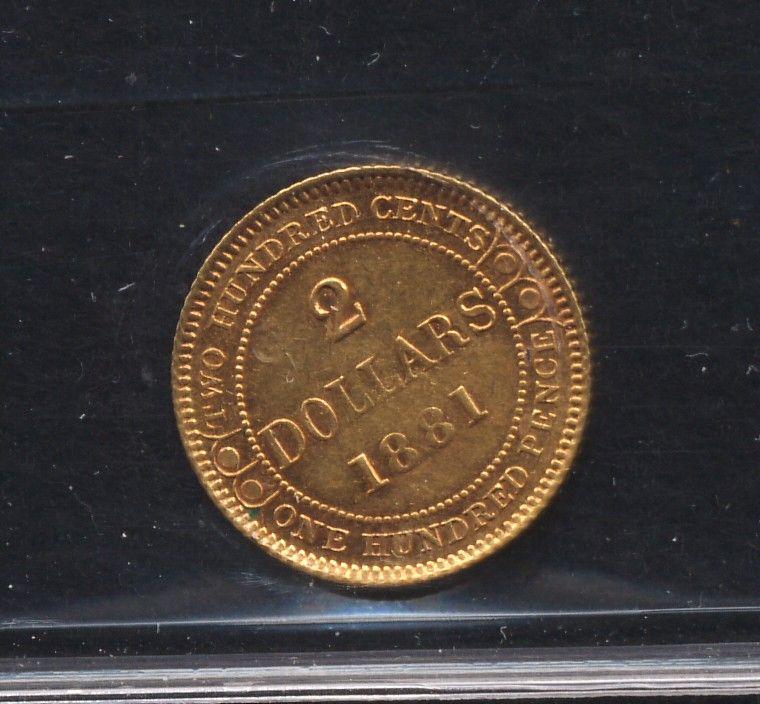 TWO HUNDRED CENTS
2
DOLLARS
1881
ONE HUNDRED PENCE